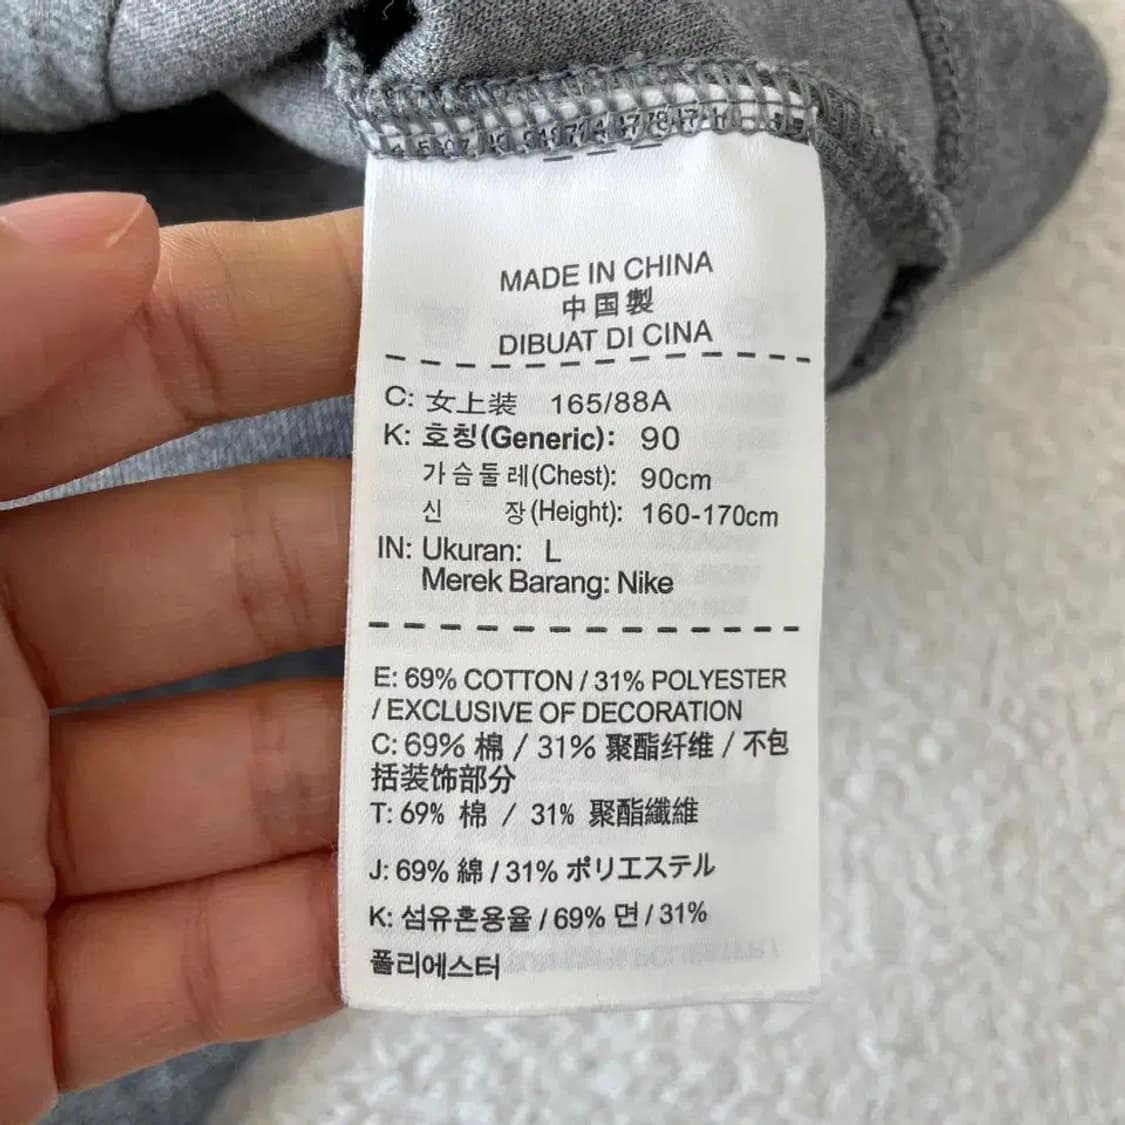 MADE IN CHINA
中国製
DIBUAT DI CINA
C: 女上装 165/88A
K: 호칭(Generic): 90
가슴둘레(Chest): 90cm
신 장(Height): 160-170cm
IN: Ukuran: L
Merek Barang: Nike
E: 69% COTTON / 31% POLYESTER
/ EXCLUSIVE OF DECORATION
C: 69% 棉 / 31% 聚酯纤维 / 不包
括装饰部分
T: 69% 棉 / 31% 聚酯纖維
J: 69% 綿 / 31% ポリエステル
K: 섬유혼용율 / 69% 면 / 31%
폴리에스터